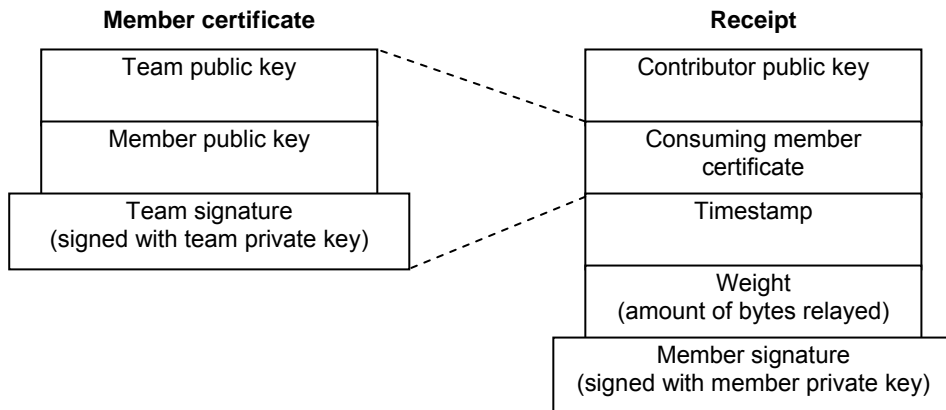 Member certificate
Team public key
Member public key
Team signature
(signed with team private key)
Receipt
Contributor public key
Consuming member
certificate
Timestamp
Weight
(amount of bytes relayed)
Member signature
(signed with member private key)